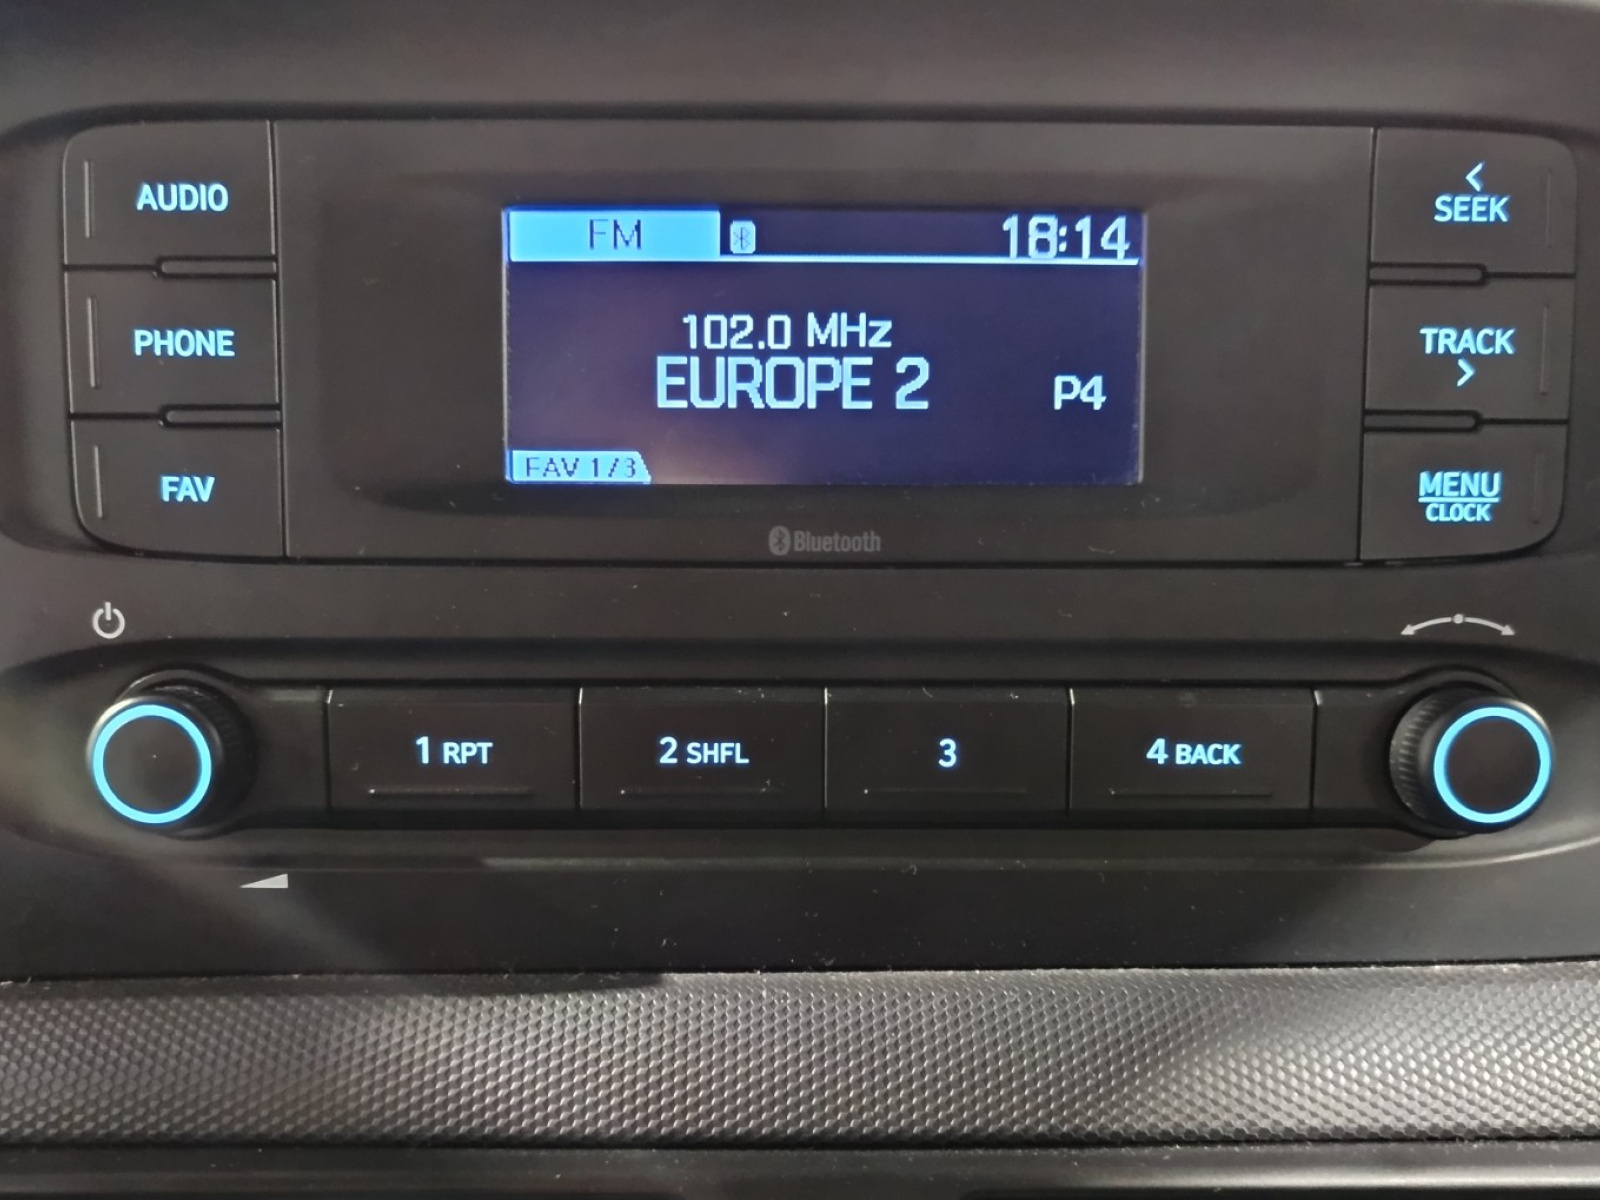 AUDIO
PHONE
FAV
FM
18:14
102.0 MHz
EUROPE 2
P4
FAV 1/3
Bluetooth
<
SEEK
TRACK
>
MENU
CLOCK
1 RPT
2 SHFL
3
4 BACK